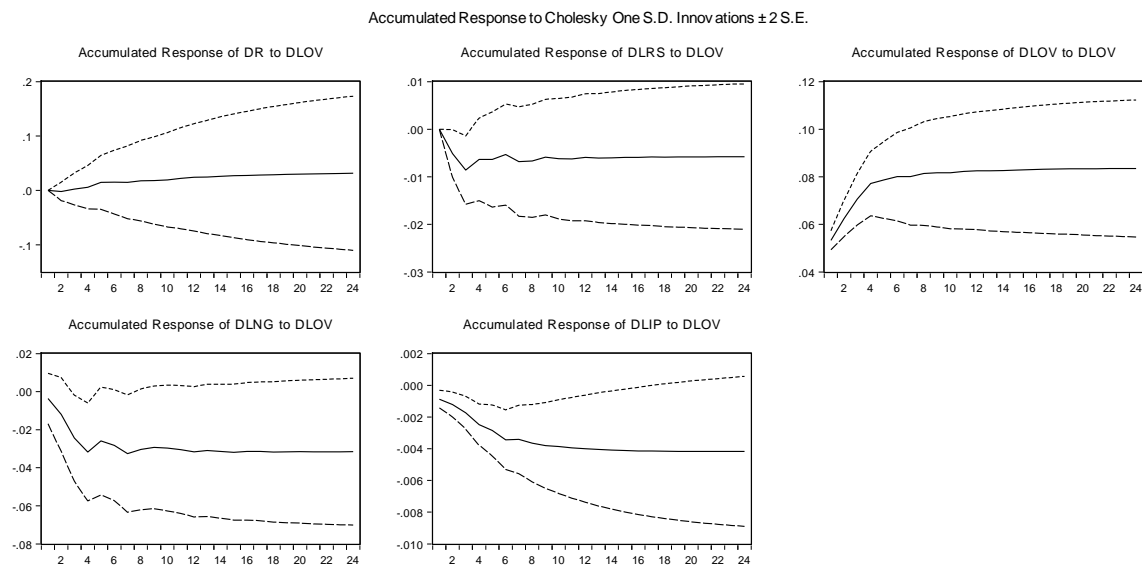 Accumulated Response to Cholesky One S.D. Innovations ± 2 S.E.
Accumulated Response of DR to DLOV
.2
.1
.0
-.1
2 4 6 8 10 12 14 16 18 20 22 24
Accumulated Response of DLRS to DLOV
.01
.00
-.01
-.02
-.03
2 4 6 8 10 12 14 16 18 20 22 24
Accumulated Response of DLOV to DLOV
0.12
0.10
0.08
0.06
0.04
2 4 6 8 10 12 14 16 18 20 22 24
Accumulated Response of DLNG to DLOV
.02
.00
-.02
-.04
-.06
-.08
2 4 6 8 10 12 14 16 18 20 22 24
Accumulated Response of DLIP to DLOV
.002
.000
-.002
-.004
-.006
-.008
-.010
2 4 6 8 10 12 14 16 18 20 22 24